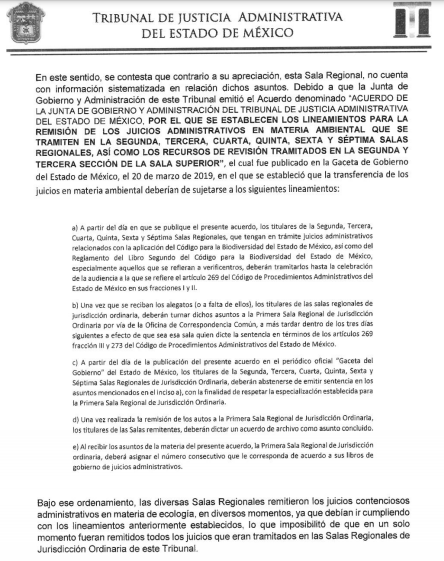 TRIBUNAL DE JUSTICIA ADMINISTRATIVA
DEL ESTADO DE MÉXICO
En este sentido, se contesta que contrario a su apreciación, esta Sala Regional, no cuenta
con información sistematizada en relación dichos asuntos. Debido a que la Junta de
Gobierno y Administración de este Tribunal emitió el Acuerdo denominado "ACUERDO DE
LA JUNTA DE GOBIERNO Y ADMINISTRACIÓN DEL TRIBUNAL DE JUSTICIA ADMINISTRATIVA
DEL ESTADO DE MÉXICO, POR EL QUE SE ESTABLECEN LOS LINEAMIENTOS PARA LA
REMISIÓN DE LOS JUICIOS ADMINISTRATIVOS EN MATERIA AMBIENTAL QUE SE
TRAMITEN EN LA SEGUNDA, TERCERA, CUARTA, QUINTA, SEXTA Y SÉPTIMA SALAS
REGIONALES, ASÍ COMO LOS RECURSOS DE REVISIÓN TRAMITADOS EN LA SEGUNDA Y
TERCERA SECCIÓN DE LA SALA SUPERIOR", el cual fue publicado en la Gaceta de Gobierno
del Estado de México, el 20 de marzo de 2019, en el que se estableció que la transferencia de los
juicios en materia ambiental deberían de sujetarse a los siguientes lineamientos:
a) A partir del día en que se publique el presente acuerdo, los titulares de la Segunda, Tercera,
Cuarta, Quinta, Sexta y Séptima Salas Regionales, que tengan en trámite juicios administrativos
relacionados con la aplicación del Código para la Biodiversidad del Estado de México, así como del
Reglamento del Libro Segundo del Código para la Biodiversidad del Estado de México,
especialmente aquellos que se refieran a verificentros, deberán tramitarlos hasta la celebración
de la audiencia a la que se refiere el artículo 269 del Código de Procedimientos Administrativos del
Estado de México en sus fracciones I y II.
b) Una vez que se reciban los alegatos (o a falta de ellos), los titulares de las salas regionales de
jurisdicción ordinaria, deberán turnar dichos asuntos a la Primera Sala Regional de Jurisdicción
Ordinaria por vía de la Oficina de Correspondencia Común, a más tardar dentro de los tres días
siguientes a efecto de que sea esa sala quien dicte la sentencia en términos de los artículos 269
fracción III y 273 del Código de Procedimientos Administrativos del Estado de México.
c) A partir del día de la publicación del presente acuerdo en el periódico oficial "Gaceta del
Gobierno" del Estado de México, los titulares de la Segunda, Tercera, Cuarta, Quinta, Sexta y
Séptima Salas Regionales de Jurisdicción Ordinaria, deberán abstenerse de emitir sentencia en los
asuntos mencionados en el inciso a), con la finalidad de respetar la especialización establecida para
la Primera Sala Regional de Jurisdicción Ordinaria.
d) Una vez realizada la remisión de los autos a la Primera Sala Regional de Jurisdicción Ordinaria,
los titulares de las Salas remitentes, deberán dictar un acuerdo de archivo como asunto concluido.
e) Al recibir los asuntos de la materia del presente acuerdo, la Primera Sala Regional de Jurisdicción
ordinaria, deberá asignar el número consecutivo que le corresponda de acuerdo a sus libros de
gobierno de juicios administrativos.
Bajo ese ordenamiento, las diversas Salas Regionales remitieron los juicios contenciosos
administrativos en materia de ecología, en diversos momentos, ya que debían ir cumpliendo
con los lineamientos anteriormente establecidos, lo que imposibilitó de que en un solo
momento fueran remitidos todos los juicios que eran tramitados en las Salas Regionales de
Jurisdicción Ordinaria de este Tribunal.